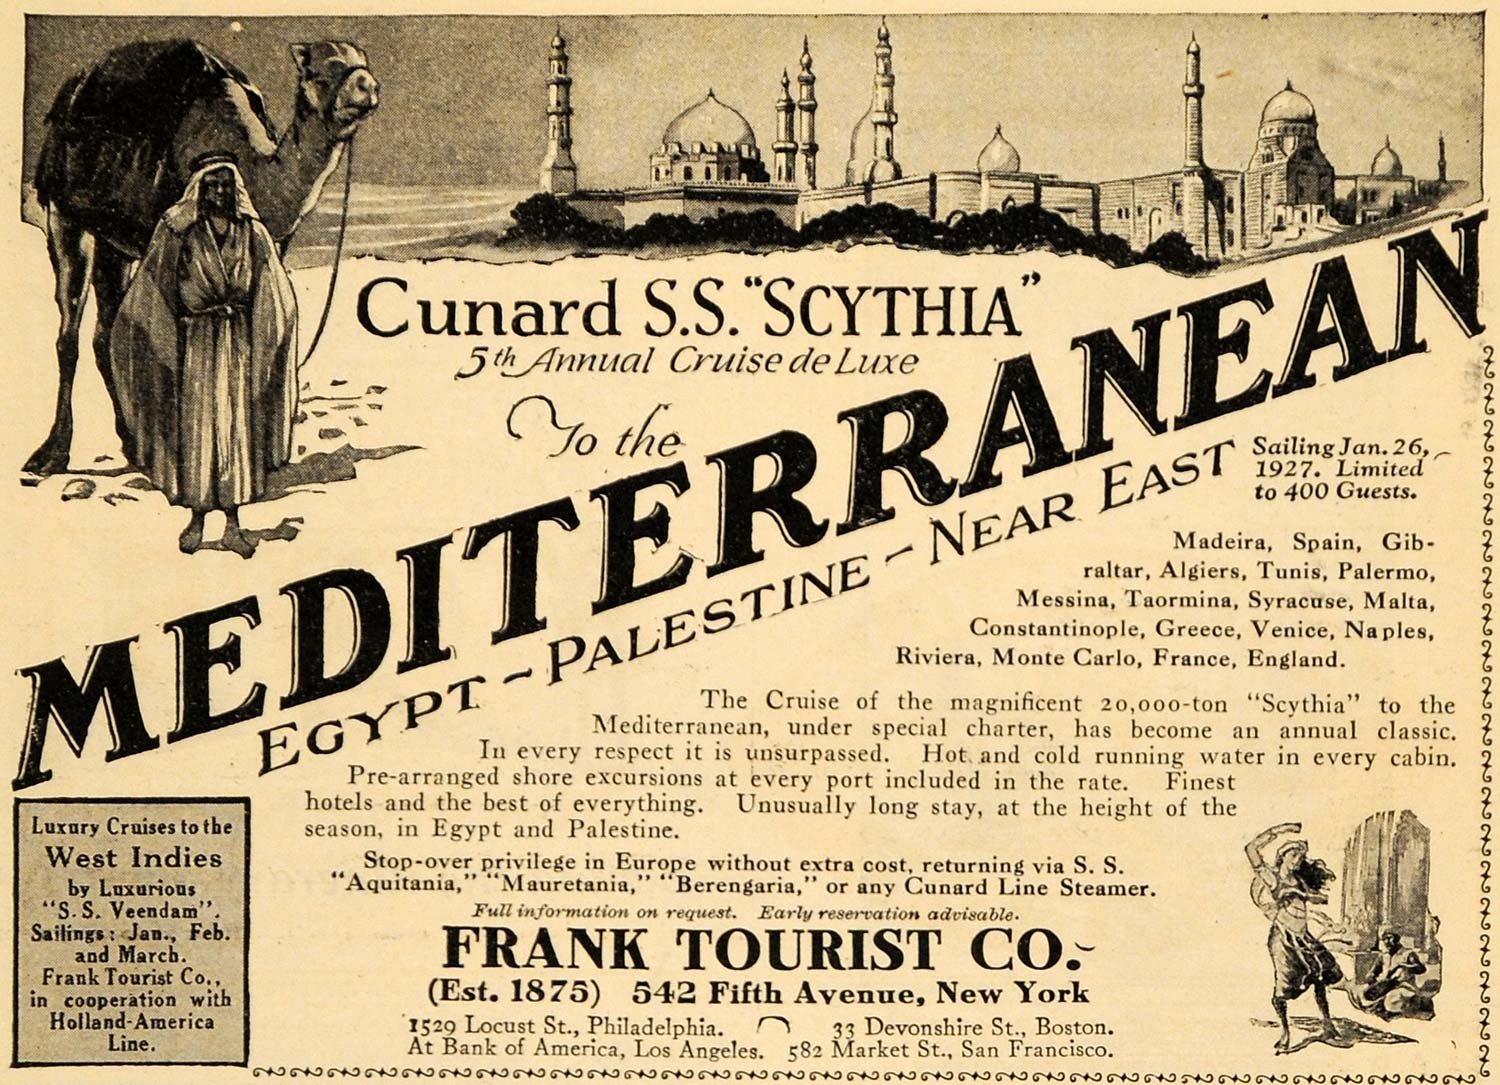 Cunard S.S. "SCYTHIA"
5th Annual Cruise de Luxe
To the
MEDITERRANEAN
EGYPT ~ PALESTINE ~ NEAR EAST
Sailing Jan. 26,
1927. Limited
to 400 Guests.
Madeira, Spain, Gib-
raltar, Algiers, Tunis, Palermo,
Messina, Taormina, Syracuse, Malta,
Constantinople, Greece, Venice, Naples,
Riviera, Monte Carlo, France, England.
The Cruise of the magnificent 20,000-ton "Scythia" to the
Mediterranean, under special charter, has become an annual classic.
In every respect it is unsurpassed. Hot and cold running water in every cabin.
Pre-arranged shore excursions at every port included in the rate. Finest
hotels and the best of everything. Unusually long stay, at the height of the
season, in Egypt and Palestine.
Stop-over privilege in Europe without extra cost, returning via S. S.
"Aquitania," "Mauretania," "Berengaria," or any Cunard Line Steamer.
Full information on request. Early reservation advisable.
FRANK TOURIST CO.
(Est. 1875) 542 Fifth Avenue, New York
1529 Locust St., Philadelphia. 33 Devonshire St., Boston.
At Bank of America, Los Angeles. 582 Market St., San Francisco.
Luxury Cruises to the
West Indies
by Luxurious
"S.S. Veendam".
Sailings: Jan., Feb.
and March.
Frank Tourist Co.,
in cooperation with
Holland-America
Line.